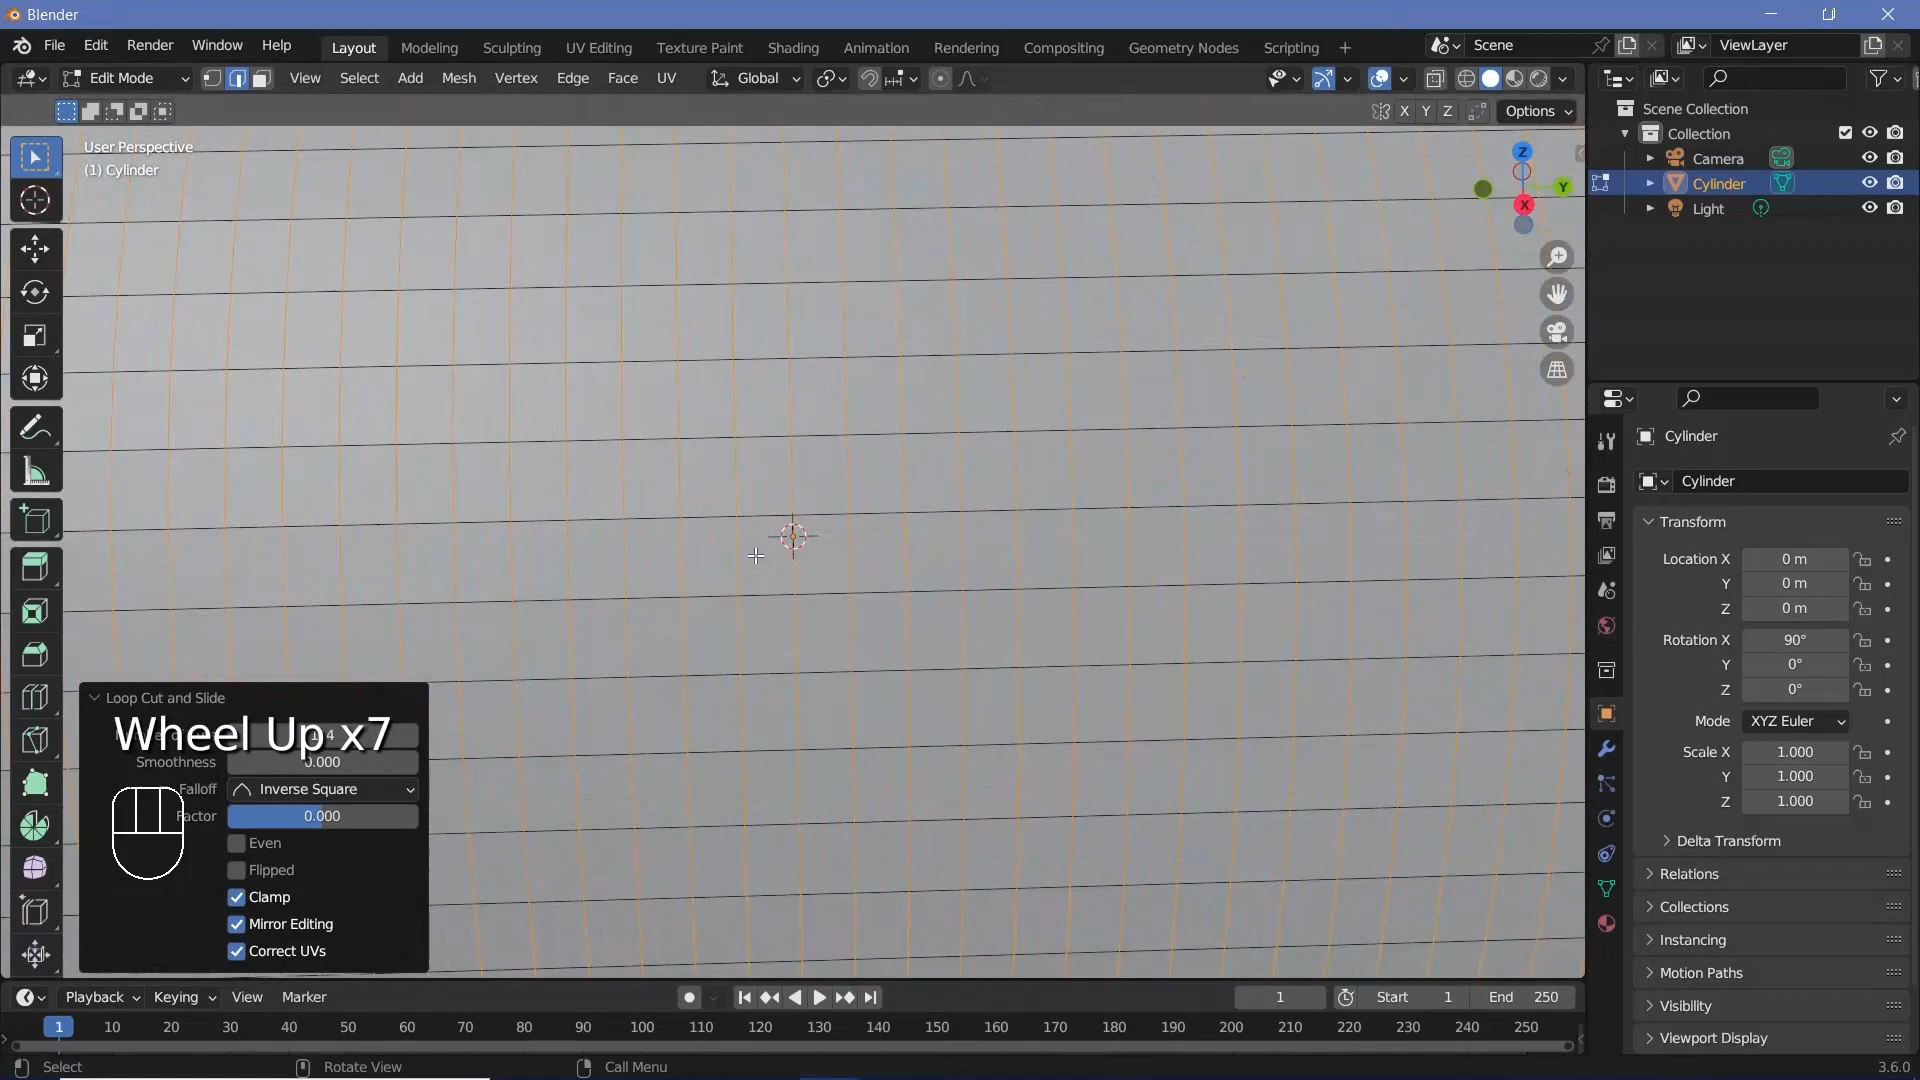 Blender
File Edit Render Window Help
Layout Modeling Sculpting UV Editing Texture Paint Shading Animation Rendering Compositing Geometry Nodes Scripting +
Scene
ViewLayer
Edit Mode
View Select Add Mesh Vertex Edge Face UV
Global
X Y Z
Options
User Perspective
(1) Cylinder
Z
Y
X
Scene Collection
Collection
Camera
Cylinder
Light
Cylinder
Cylinder
Transform
Location X 0 m
Y 0 m
Z 0 m
Rotation X 90°
Y 0°
Z 0°
Mode XYZ Euler
Scale X 1.000
Y 1.000
Z 1.000
Delta Transform
Relations
Collections
Instancing
Motion Paths
Visibility
Viewport Display
Loop Cut and Slide
Wheel Up x7
Smoothness 0.000
Falloff Inverse Square
Factor 0.000
Even
Flipped
Clamp
Mirror Editing
Correct UVs
Playback Keying View Marker
1
Start 1
End 250
1 10 20 30 40 50 60 70 80 90 100 110 120 130 140 150 160 170 180 190 200 210 220 230 240 250
Select
Rotate View
Call Menu
3.6.0